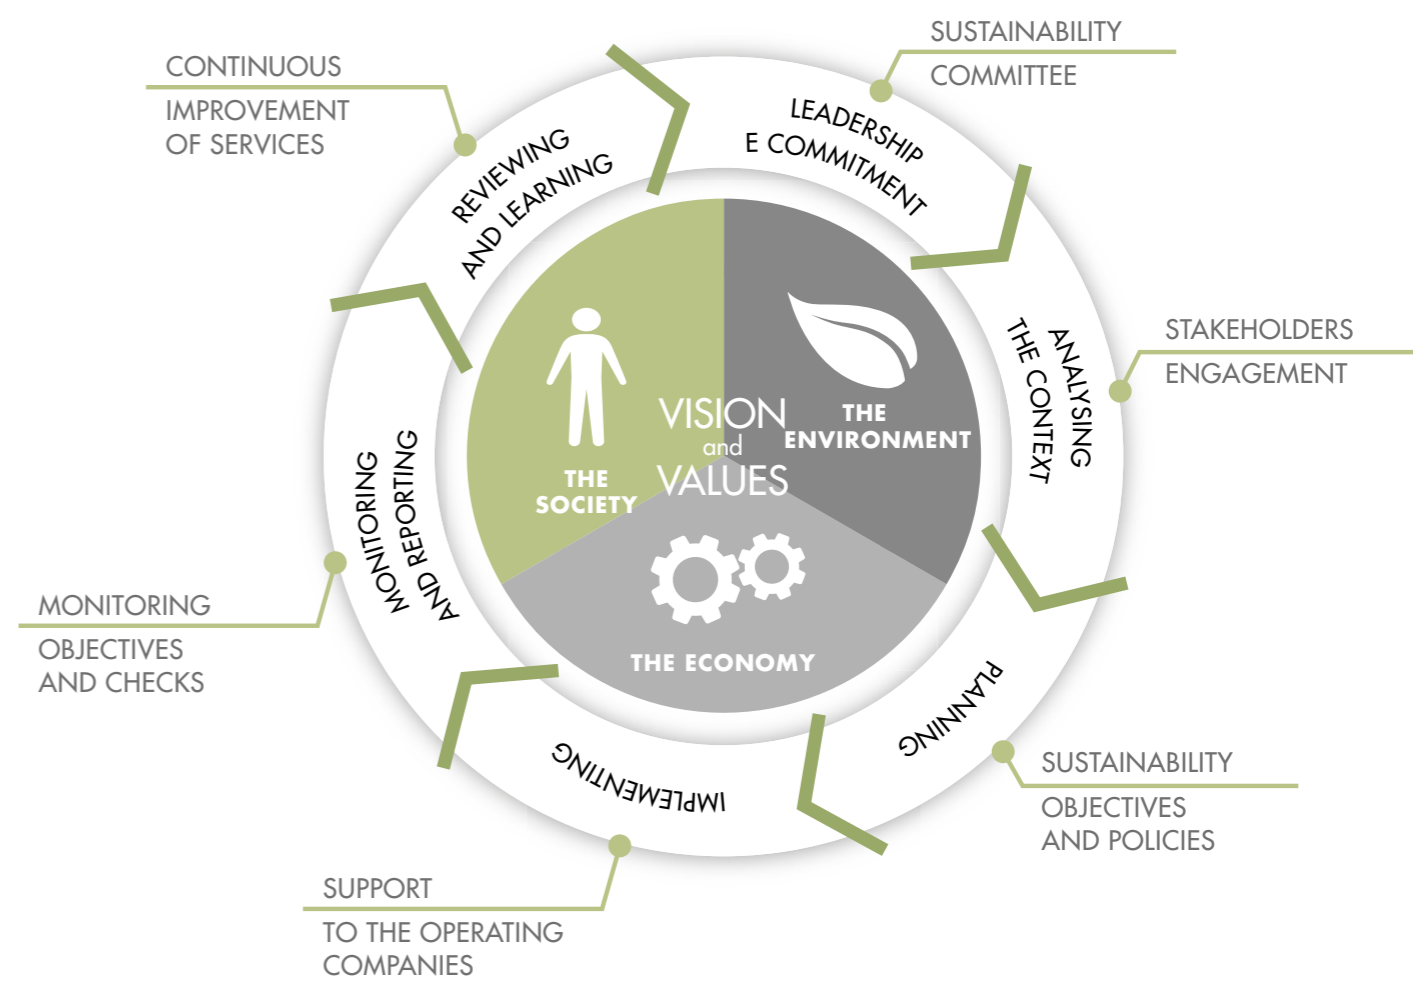 SUSTAINABILITY
COMMITTEE
CONTINUOUS
IMPROVEMENT
OF SERVICES
LEADERSHIP
E COMMITMENT
REVIEWING
AND LEARNING
STAKEHOLDERS
ENGAGEMENT
ANALYSING
THE CONTEXT
VISION
and
VALUES
THE
ENVIRONMENT
THE
SOCIETY
THE ECONOMY
MONITORING
AND REPORTING
MONITORING
OBJECTIVES
AND CHECKS
PLANNING
SUSTAINABILITY
OBJECTIVES
AND POLICIES
IMPLEMENTING
SUPPORT
TO THE OPERATING
COMPANIES